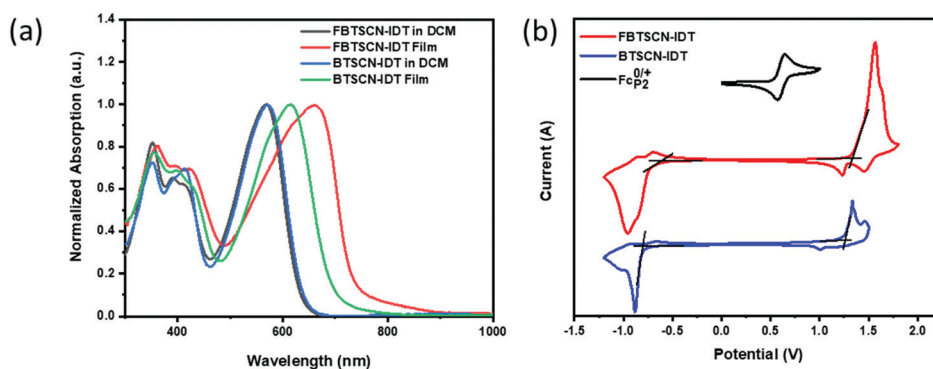 (a)
FBTSCN-IDT in DCM
FBTSCN-IDT Film
BTSCN-IDT in DCM
BTSCN-IDT Film
Normalized Absorption (a.u.)
1.4
1.2
1.0
0.8
0.6
0.4
0.2
0.0
400
600
800
1000
Wavelength (nm)
(b)
FBTSCN-IDT
BTSCN-IDT
Fc0/+P2
Current (A)
-1.5
-1.0
-0.5
0.0
0.5
1.0
1.5
2.0
Potential (V)